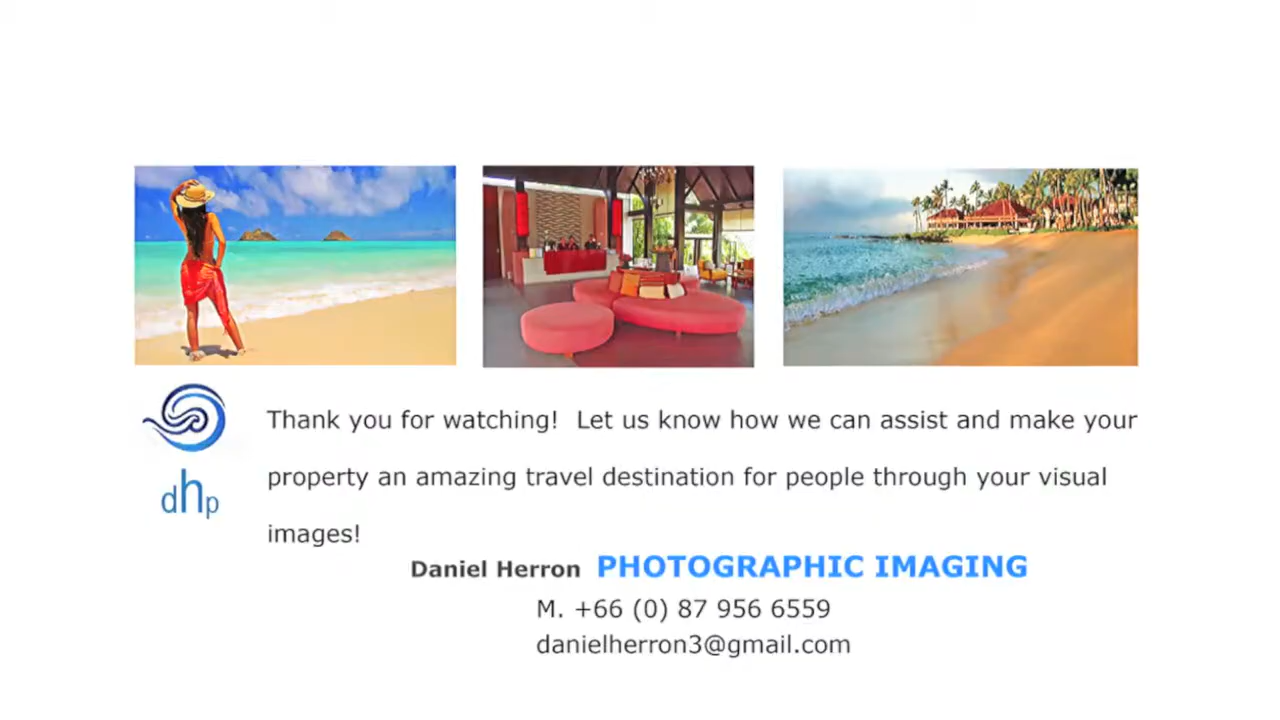 Thank you for watching!  Let us know how we can assist and make your
property an amazing travel destination for people through your visual
images!
dhp
Daniel Herron  PHOTOGRAPHIC IMAGING
M. +66 (0) 87 956 6559
danielherron3@gmail.com